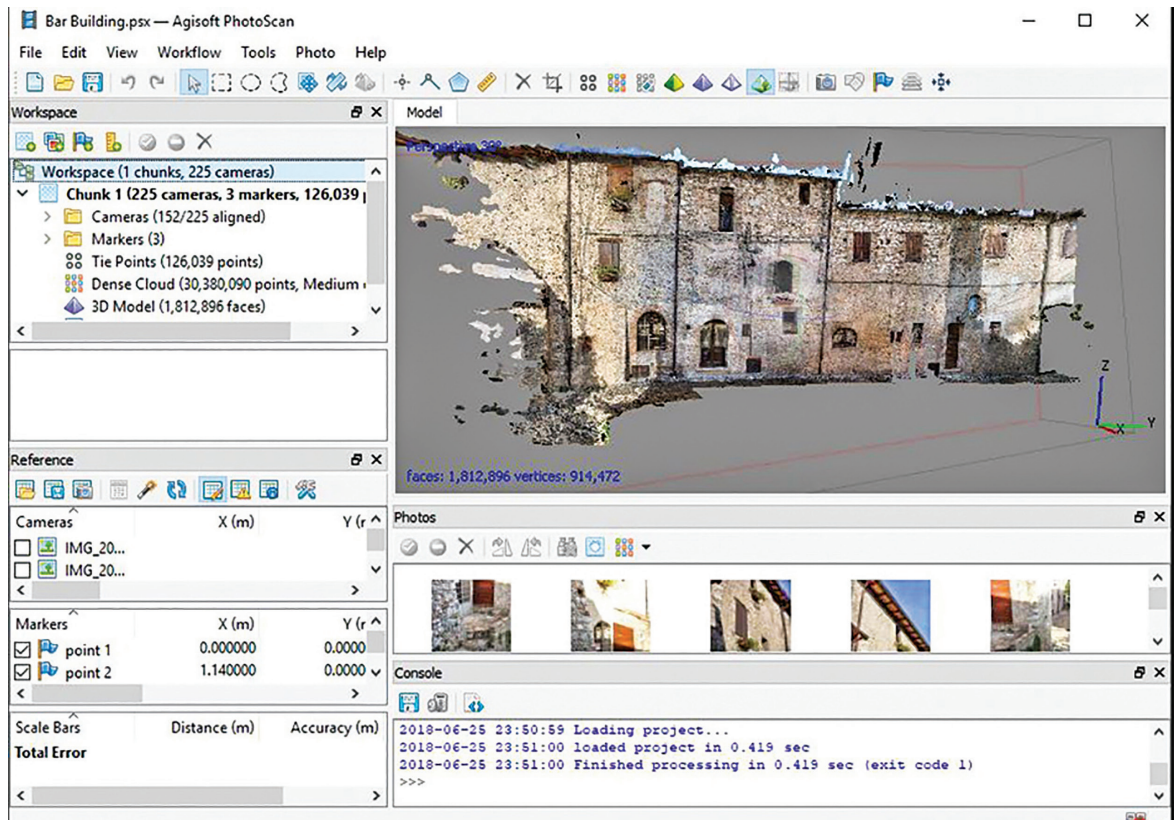 Bar Building.psx — Agisoft PhotoScan
File Edit View Workflow Tools Photo Help
Workspace
Model
Workspace (1 chunks, 225 cameras)
Chunk 1 (225 cameras, 3 markers, 126,039
Cameras (152/225 aligned)
Markers (3)
Tie Points (126,039 points)
Dense Cloud (30,380,090 points, Medium
3D Model (1,812,896 faces)
Perspective 30°
Z
Y
X
faces: 1,812,896 vertices: 914,472
Reference
Cameras X (m) Y (r
IMG_20...
IMG_20...
Markers X (m) Y (r
point 1 0.000000 0.0000
point 2 1.140000 0.0000
Scale Bars Distance (m) Accuracy (m)
Total Error
Photos
Console
2018-06-25 23:50:59 Loading project...
2018-06-25 23:51:00 loaded project in 0.419 sec
2018-06-25 23:51:00 Finished processing in 0.419 sec (exit code 1)
>>>